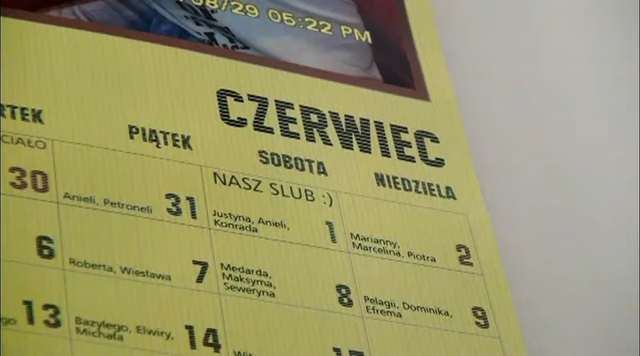 08/29 05:22 PM
CZERWIEC
PIĄTEK
SOBOTA
NIEDZIELA
30
Anieli, Petroneli 31
NASZ SLUB :)
Justyna, Anieli,
Konrada
1
Marianny,
Marcelina, Piotra
2
6
Roberta, Wiesława 7
Medarda,
Maksyma,
Seweryna
8
Pelagii, Dominika,
Efrema
9
13
Bazylego, Elwiry,
Michała
14